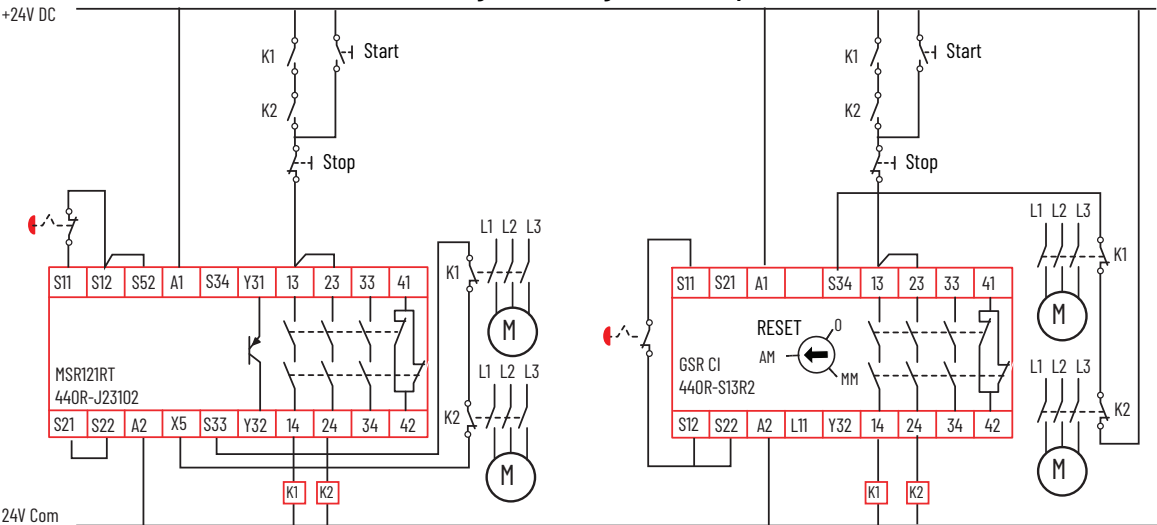 +24V DC
K1
Start
K2
Stop
S11 S12 S52 A1 S34 Y31 13 23 33 41
MSR121RT
440R-J23102
S21 S22 A2 X5 S33 Y32 14 24 34 42
K1 K2
L1 L2 L3
K1
M
L1 L2 L3
K2
M
24V Com
K1
Start
K2
Stop
S11 S21 A1 S34 13 23 33 41
RESET
0
AM
MM
GSR CI
440R-S13R2
S12 S22 A2 L11 Y32 14 24 34 42
K1 K2
L1 L2 L3
K1
M
L1 L2 L3
K2
M